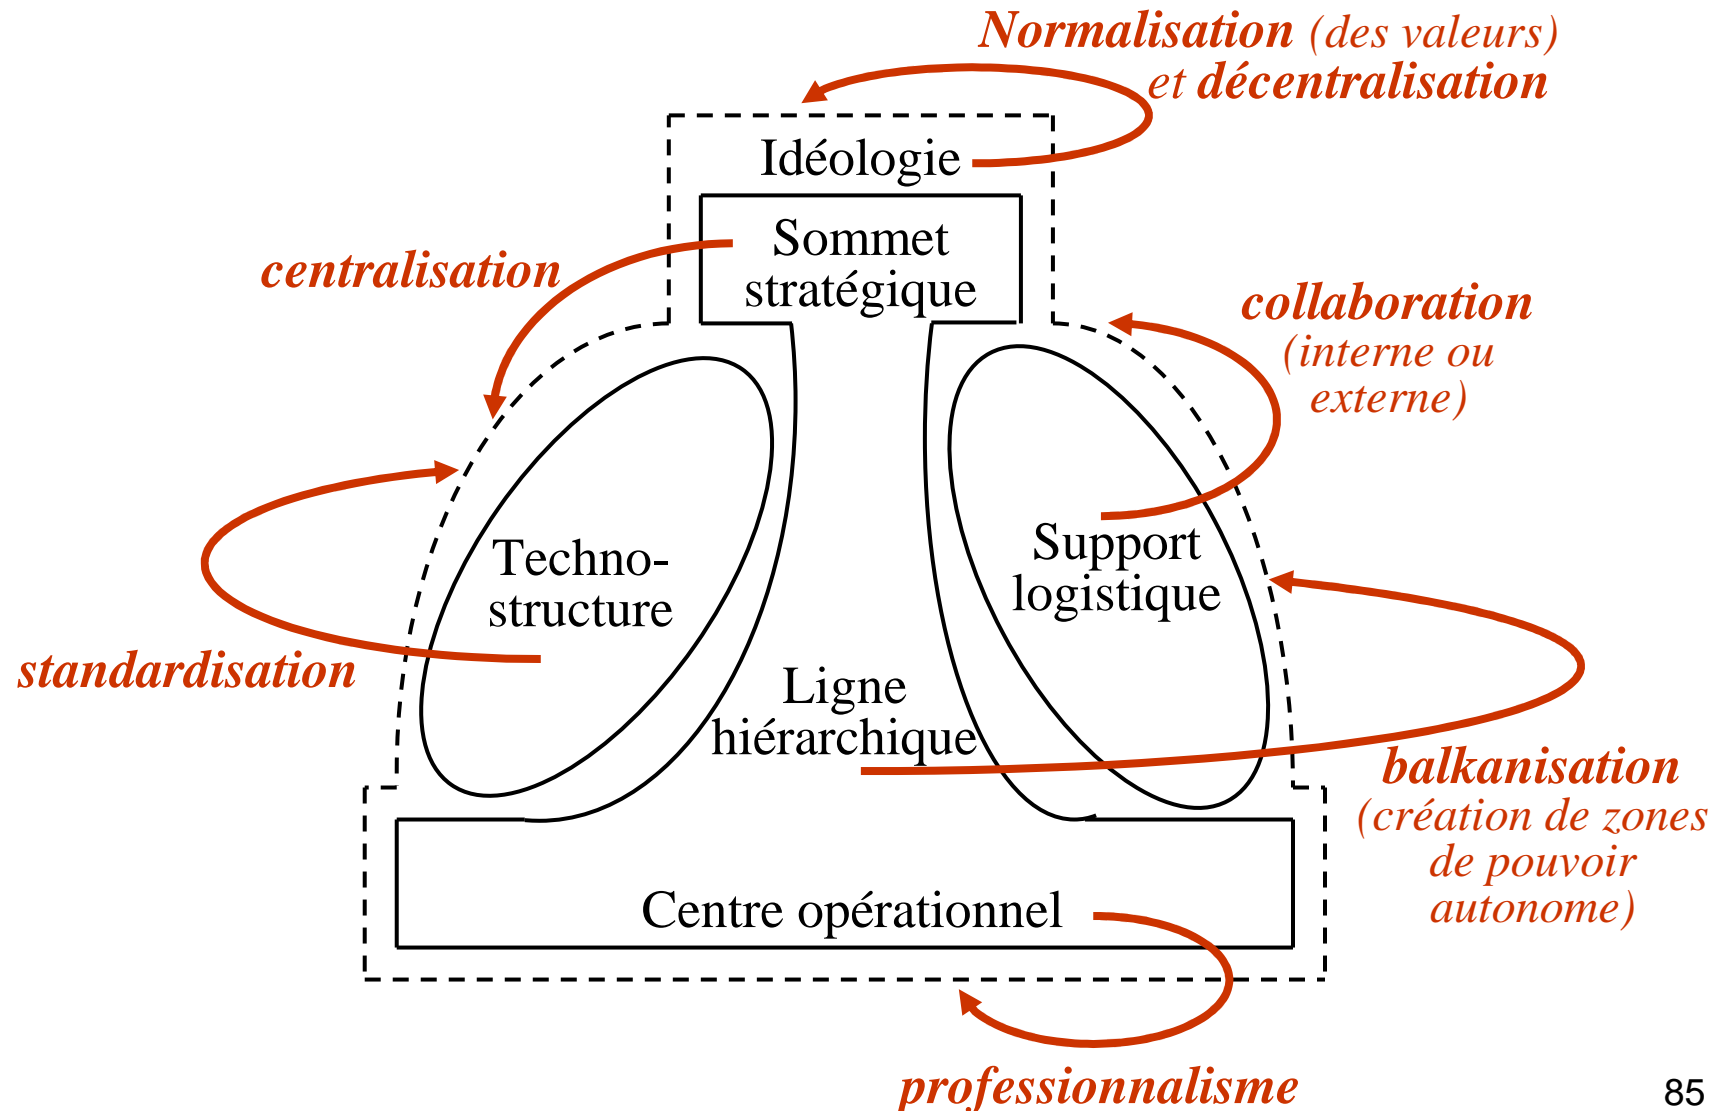 Normalisation (des valeurs)
et décentralisation
Idéologie
Sommet
stratégique
centralisation
collaboration
(interne ou
externe)
Techno-
structure
Support
logistique
standardisation
Ligne
hiérarchique
balkanisation
(création de zones
de pouvoir
autonome)
Centre opérationnel
professionnalisme
85